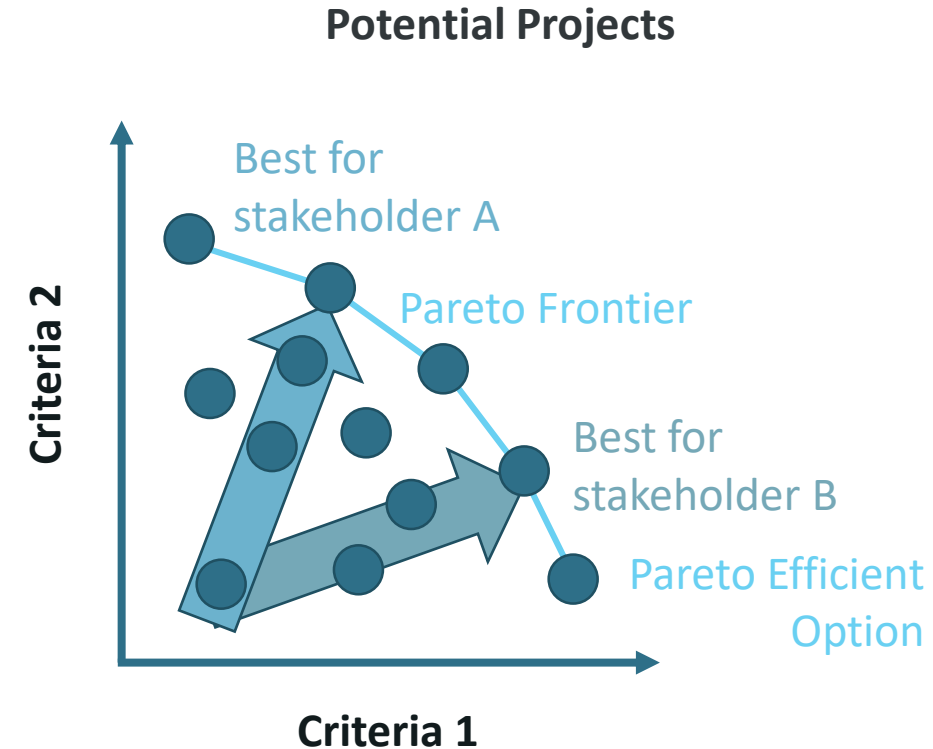 Potential Projects
Best for
stakeholder A
Pareto Frontier
Criteria 2
Best for
stakeholder B
Pareto Efficient
Option
Criteria 1